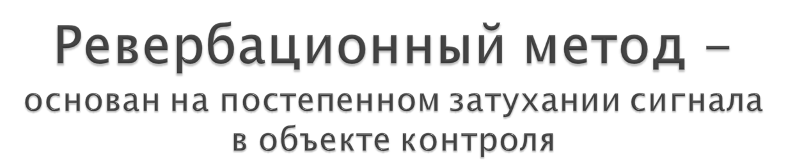 Ревербационный метод –
основан на постепенном затухании сигнала
в объекте контроля